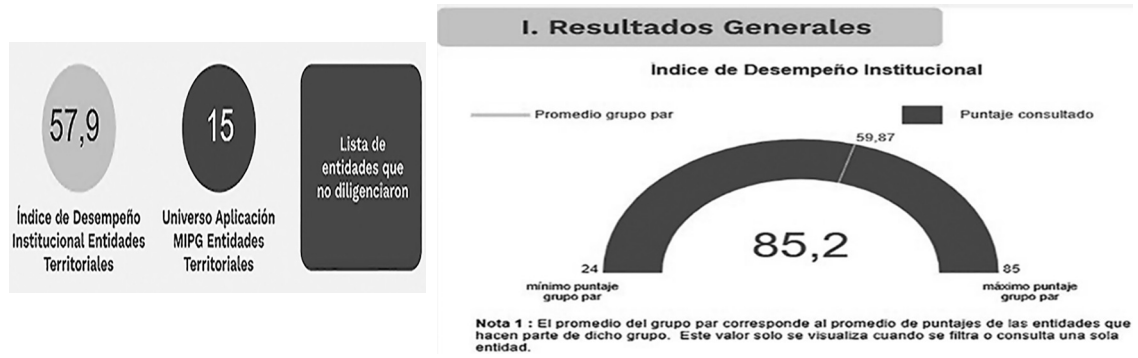 57,9
Índice de Desempeño
Institucional Entidades
Territoriales
15
Universo Aplicación
MIPG Entidades
Territoriales
Lista de
entidades que
no diligenciaron
I. Resultados Generales
Índice de Desempeño Institucional
Promedio grupo par
Puntaje consultado
59,87
85,2
24
mínimo puntaje
grupo par
85
máximo puntaje
grupo par
Nota 1 : El promedio del grupo par corresponde al promedio de puntajes de las entidades que
hacen parte de dicho grupo. Este valor solo se visualiza cuando se filtra o consulta una sola
entidad.